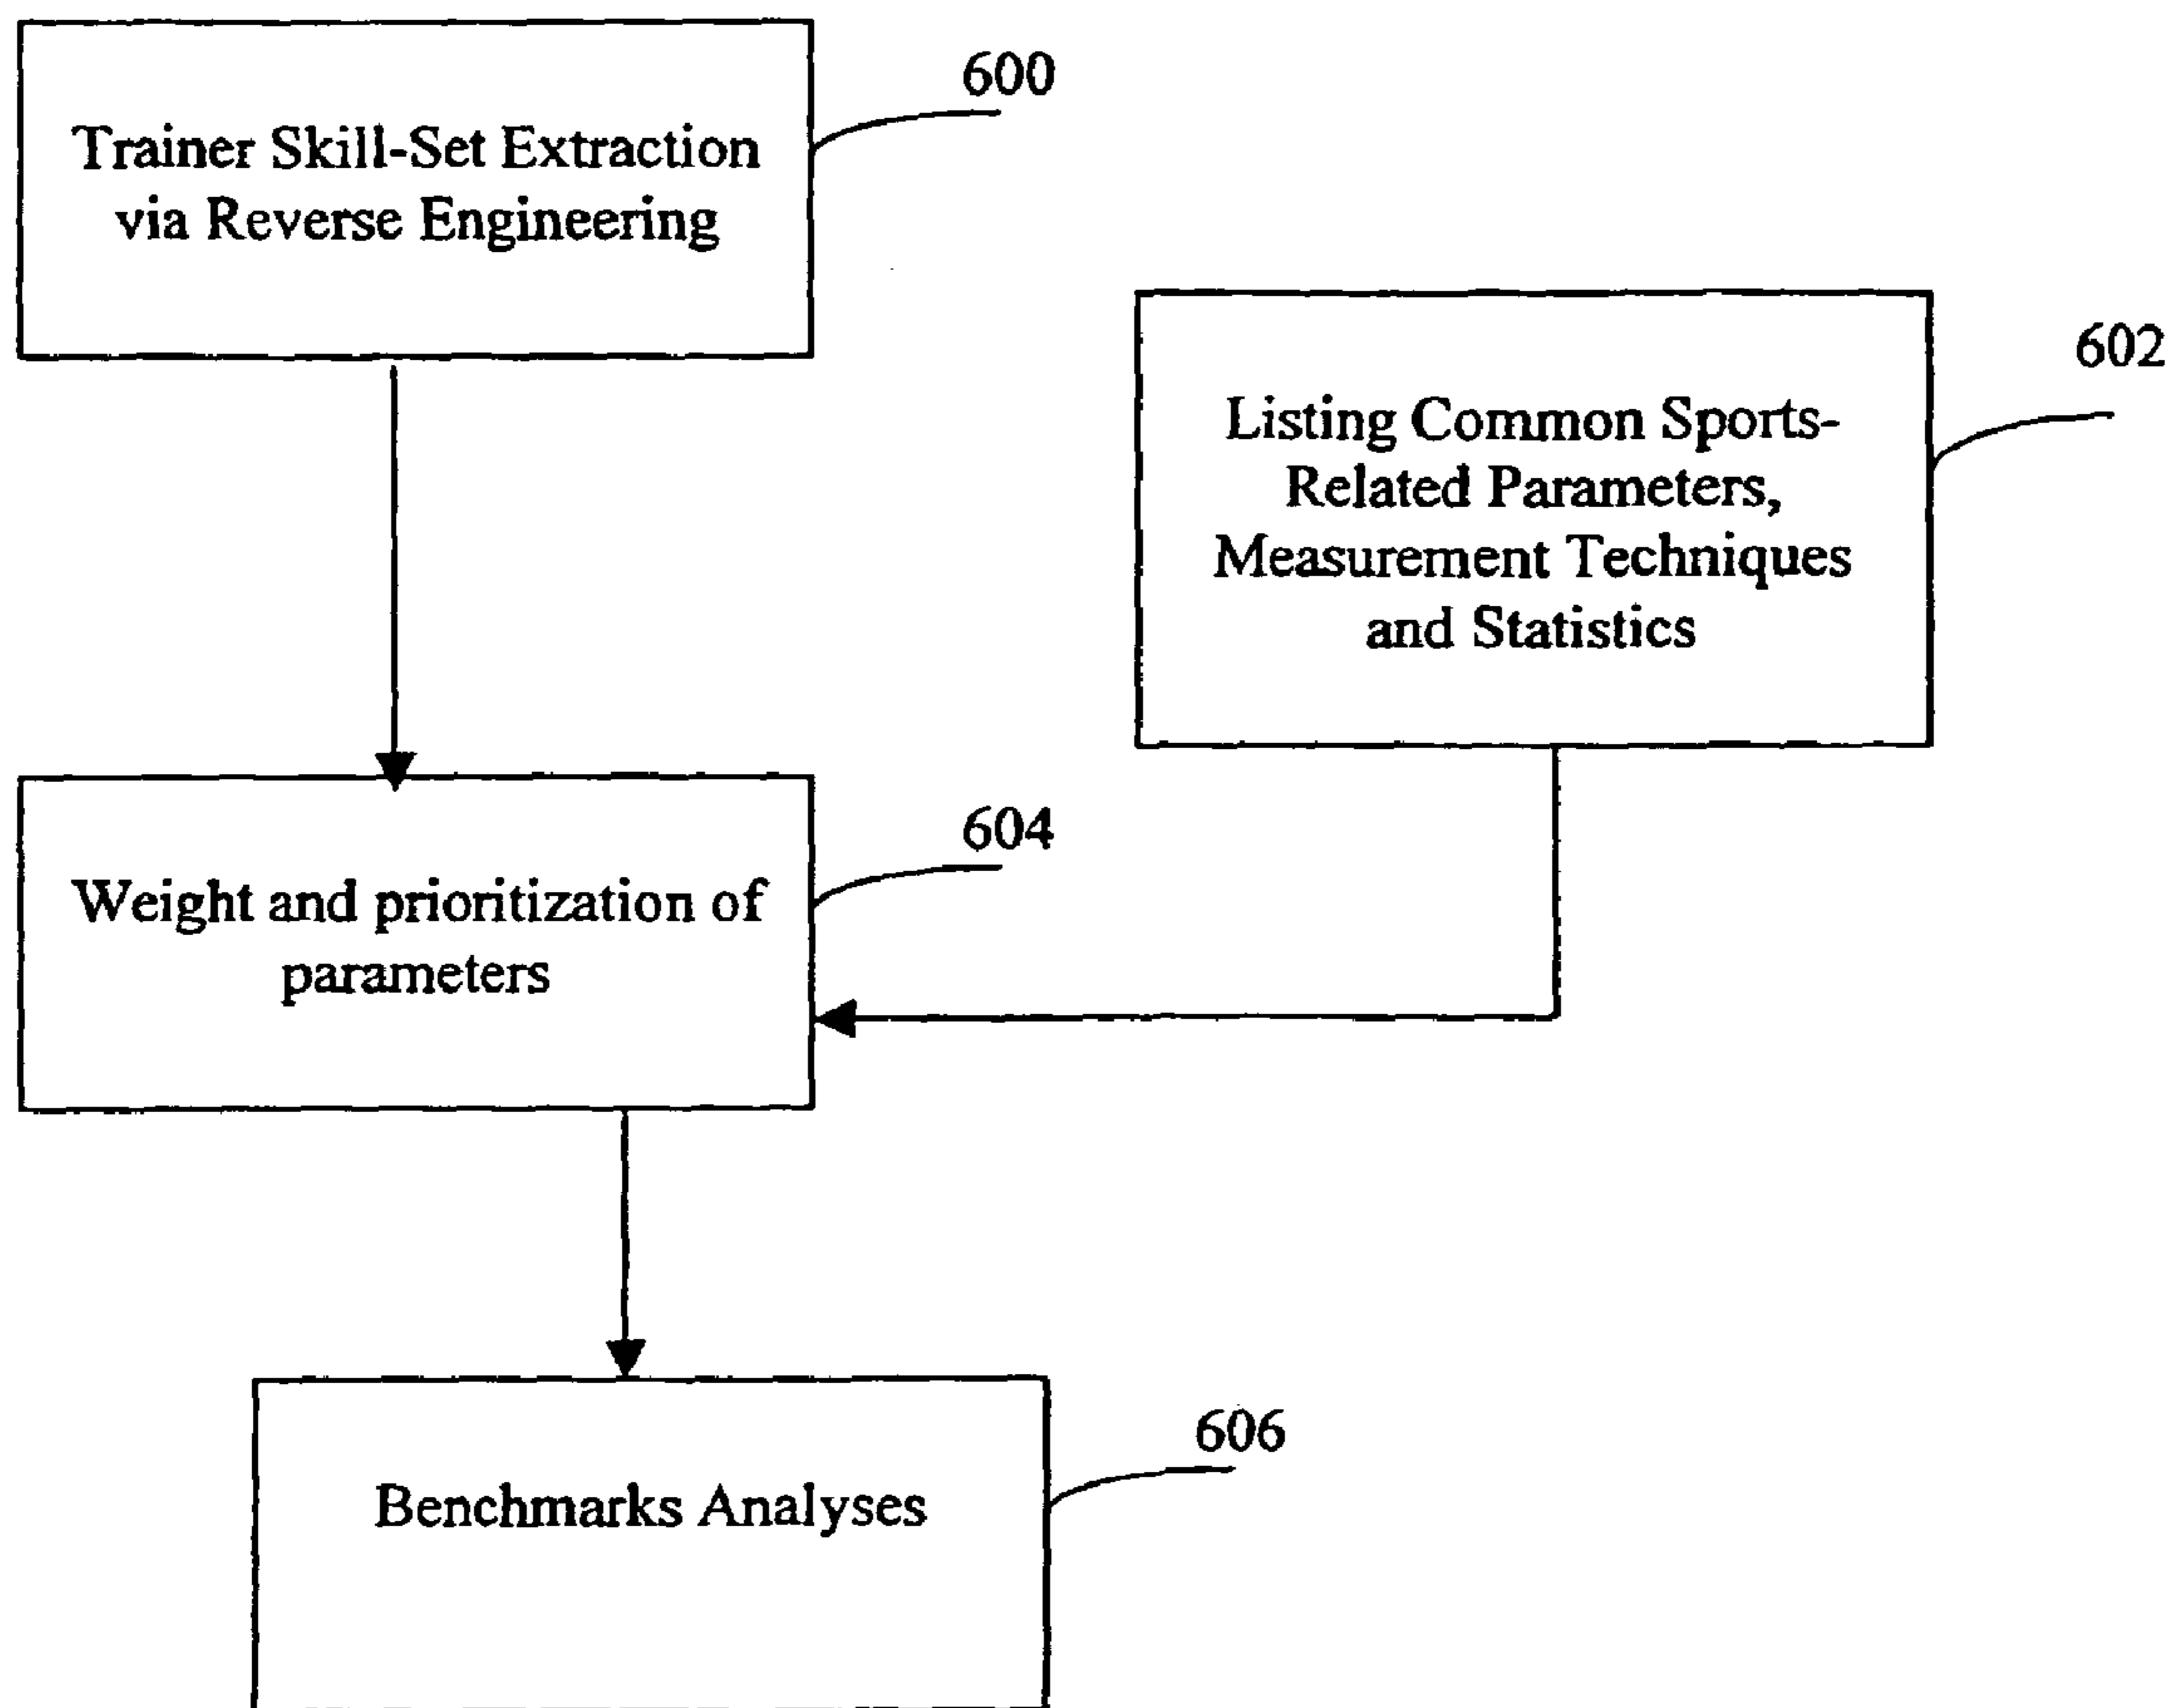 600
Trainer Skill-Set Extraction
via Reverse Engineering
602
Listing Common Sports-
Related Parameters,
Measurement Techniques
and Statistics
604
Weight and prioritization of
parameters
606
Benchmarks Analyses